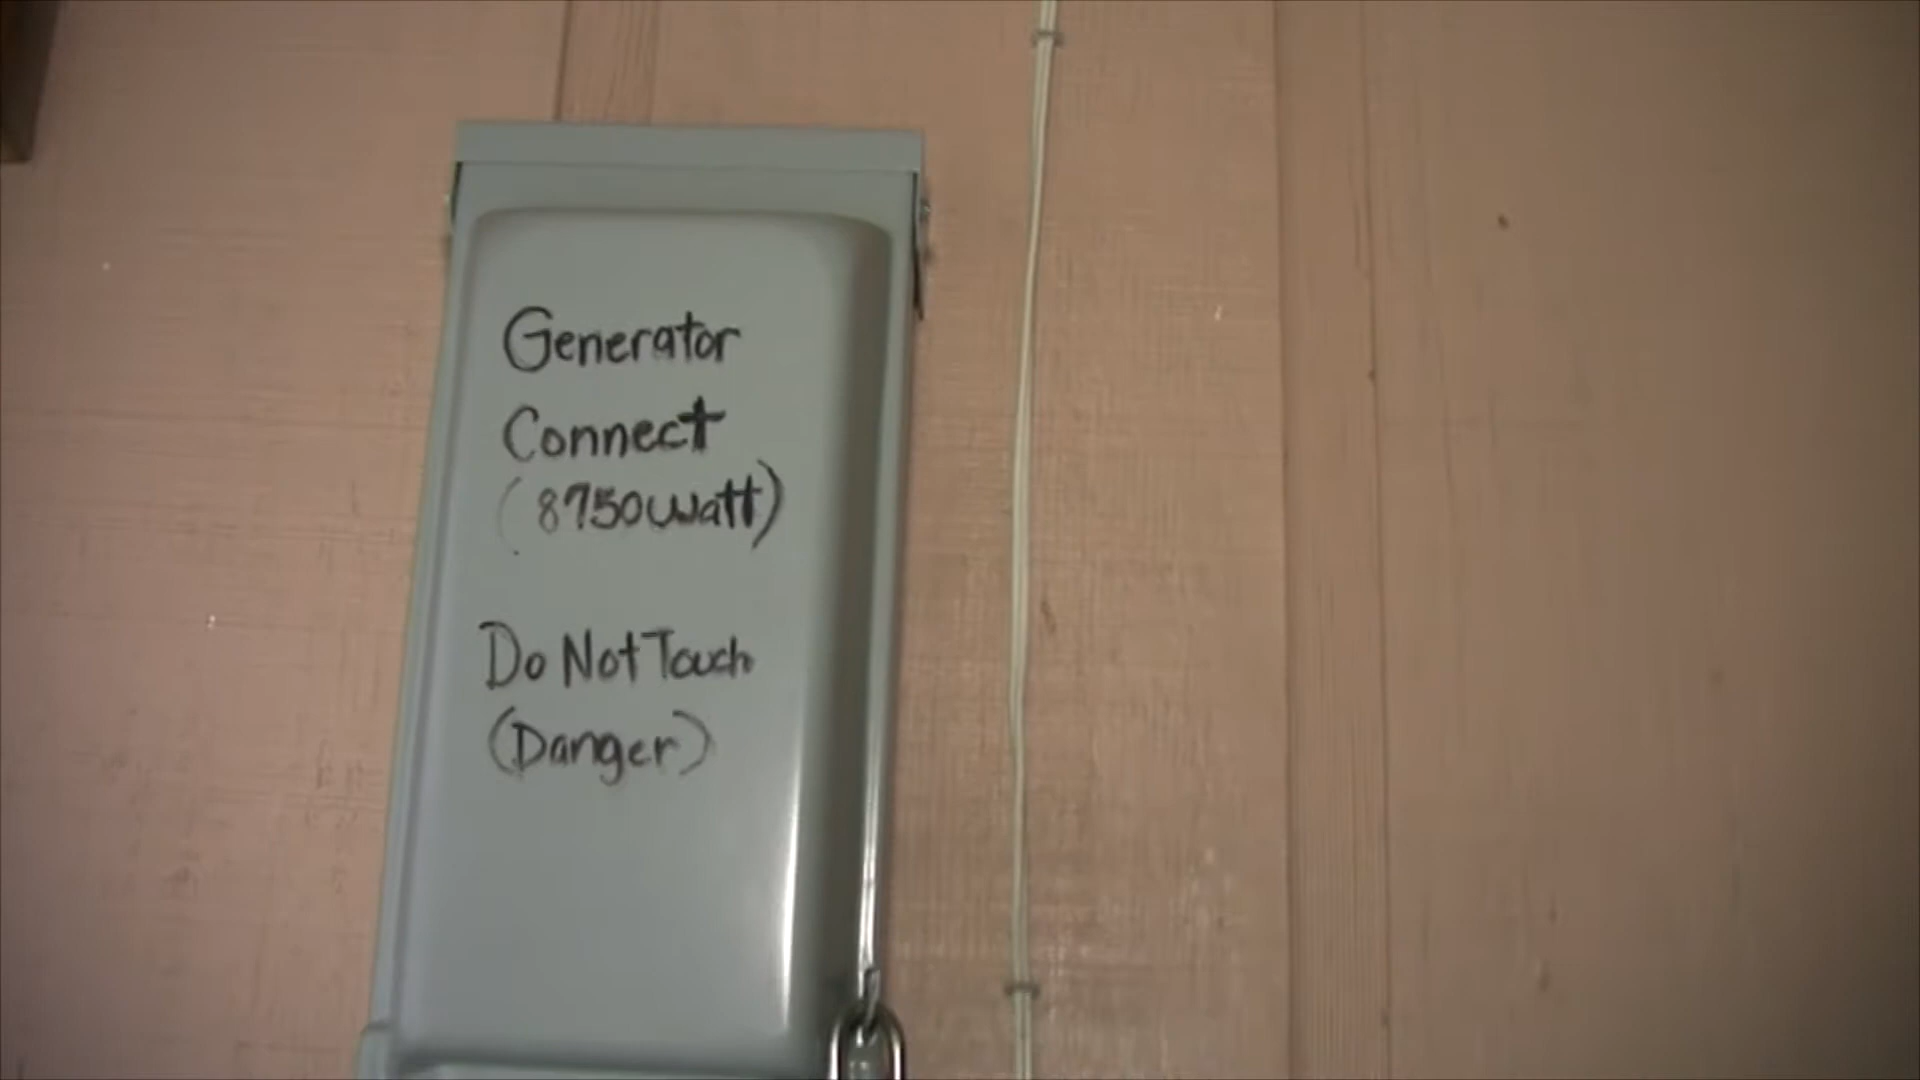 Generator
Connect
(8750watt)
Do Not Touch
(Danger)